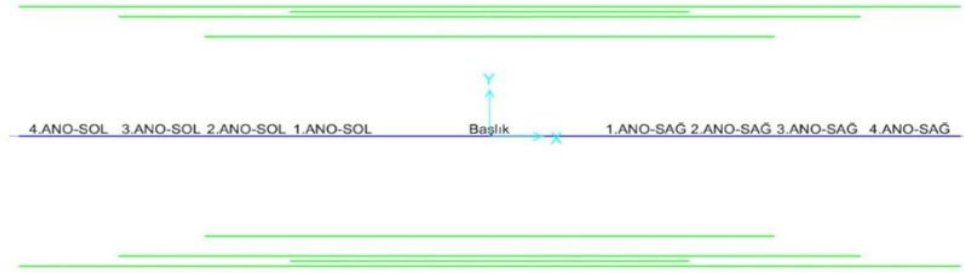 Y
4.ANO-SOL 3.ANO-SOL 2.ANO-SOL 1.ANO-SOL Başlık 1.ANO-SAĞ 2.ANO-SAĞ 3.ANO-SAĞ 4.ANO-SAĞ
X